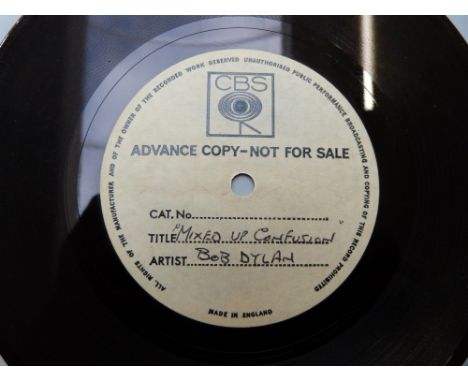 ALL RIGHTS OF THE MANUFACTURER AND OF THE OWNER OF THE RECORDED WORK RESERVED UNAUTHORISED PUBLIC PERFORMANCE BROADCASTING AND COPYING OF THIS RECORD PROHIBITED
CBS
ADVANCE COPY–NOT FOR SALE
CAT. No.
TITLE "MIXED UP CONFUSION"
ARTIST BOB DYLAN
MADE IN ENGLAND